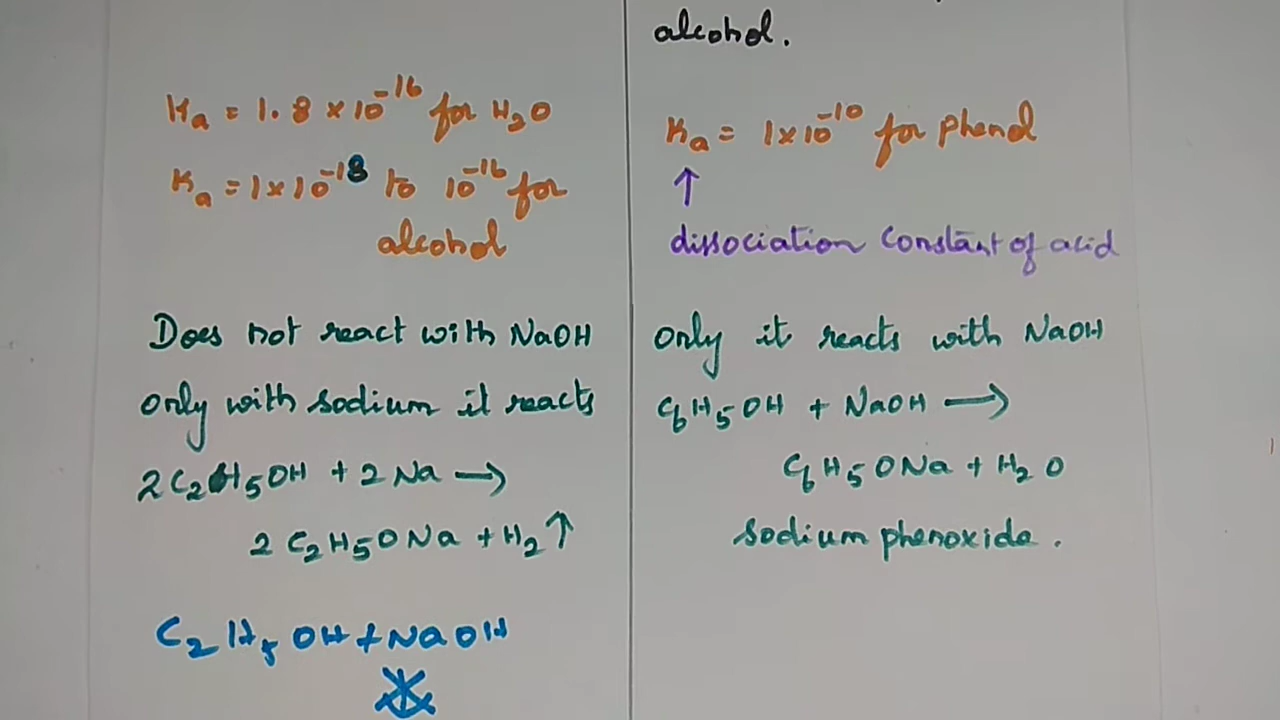 Ka = 1.8 × 10⁻¹⁶ for H₂O
Ka = 1 × 10⁻¹⁸ to 10⁻¹⁶ for
alcohol
Does not react with NaOH
only with sodium it reacts
2C₂H₅OH + 2Na →
2C₂H₅ONa + H₂↑
C₂H₅OH + NaOH
alcohol.
Ka = 1×10⁻¹⁰ for phenol
↑
dissociation constant of acid
only it reacts with NaOH
C₆H₅OH + NaOH →
C₆H₅ONa + H₂O
sodium phenoxide.